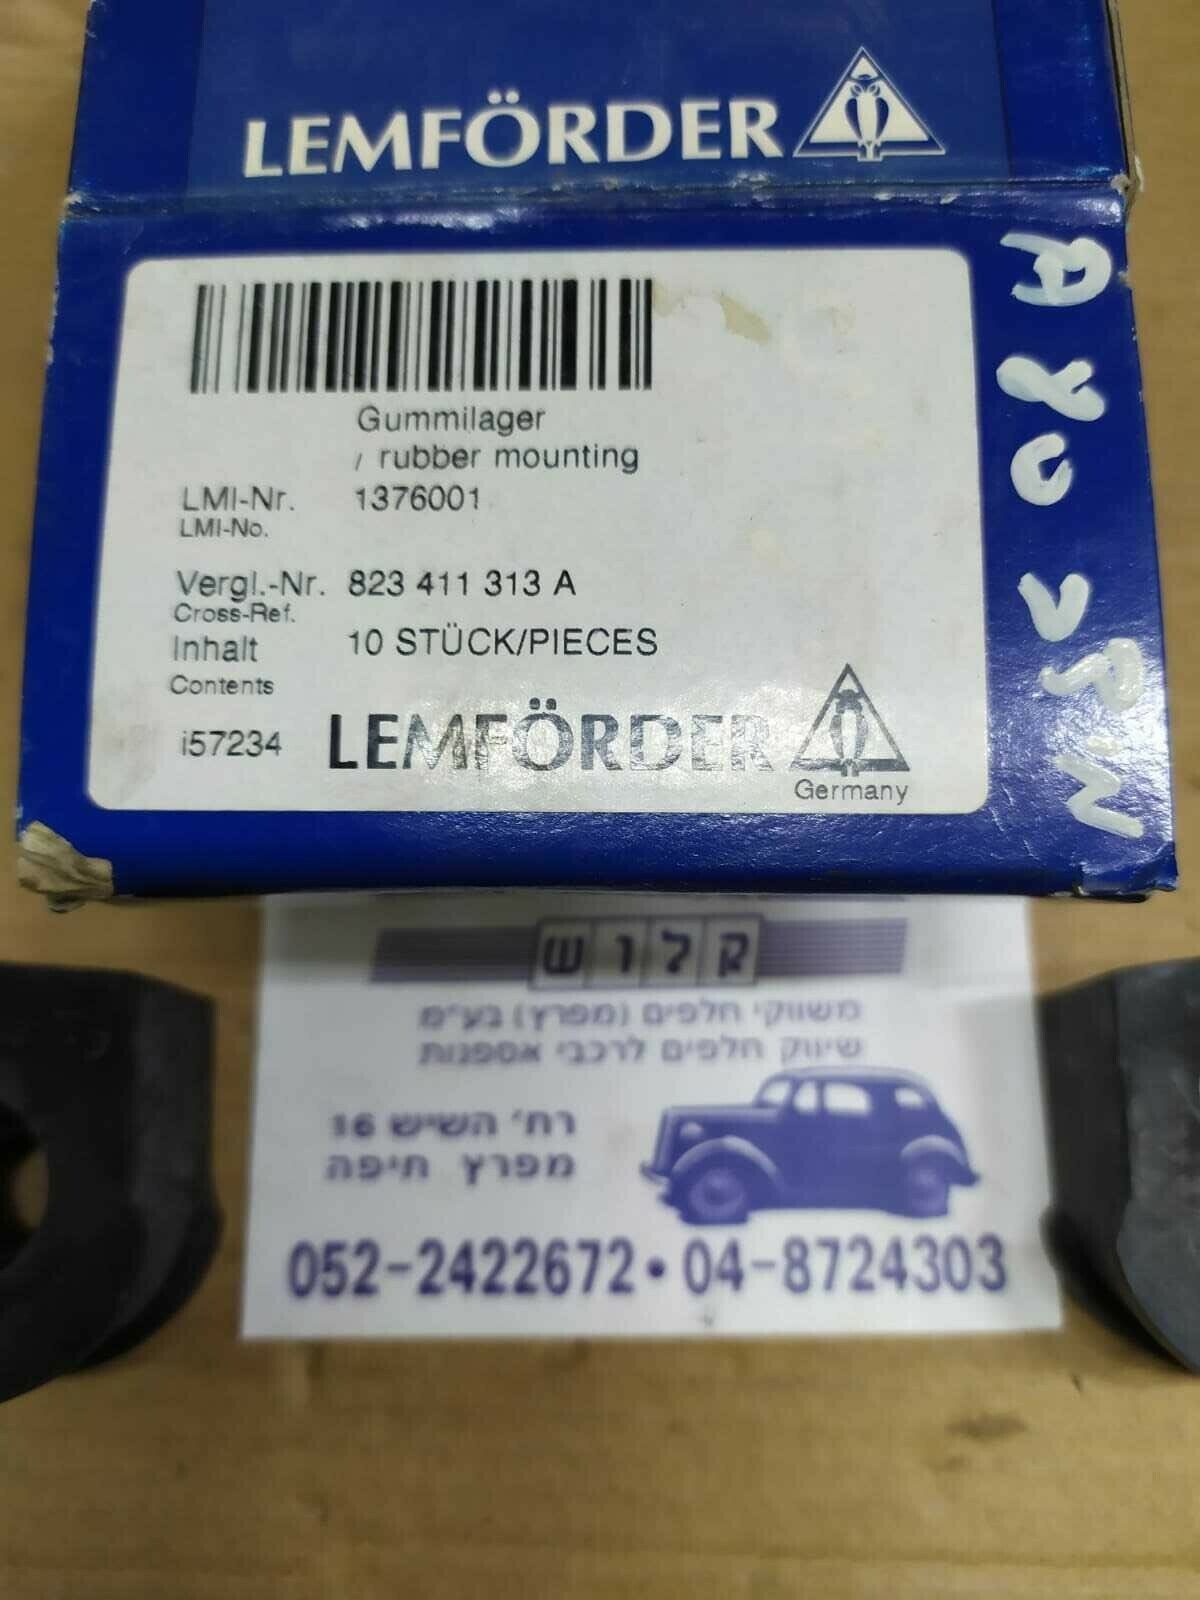 LEMFÖRDER
Gummilager
/ rubber mounting
LMI-Nr. 1376001
LMI-No.
Vergl.-Nr. 823 411 313 A
Cross-Ref.
Inhalt 10 STÜCK/PIECES
Contents
i57234 LEMFÖRDER
Germany
A80
קלוש
משווקי חלפים (מפרץ) בע"מ
שיווק חלפים לרכבי אספנות
רח' השיש 16
מפרץ חיפה
052-2422672 • 04-8724303